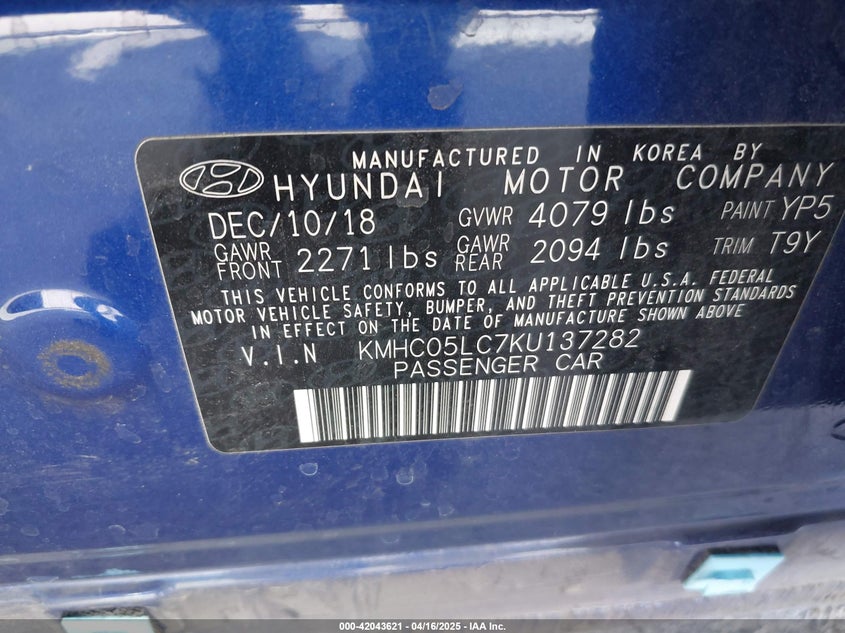 MANUFACTURED IN KOREA BY
HYUNDAI MOTOR COMPANY
DEC/10/18 GVWR 4079 lbs PAINT YP5
GAWR FRONT 2271 lbs GAWR REAR 2094 lbs TRIM T9Y
THIS VEHICLE CONFORMS TO ALL APPLICABLE U.S.A. FEDERAL
MOTOR VEHICLE SAFETY, BUMPER, AND THEFT PREVENTION STANDARDS
IN EFFECT ON THE DATE OF MANUFACTURE SHOWN ABOVE
V.I.N KMHC05LC7KU137282
PASSENGER CAR
000-42043621 - 04/16/2025 - IAA Inc.